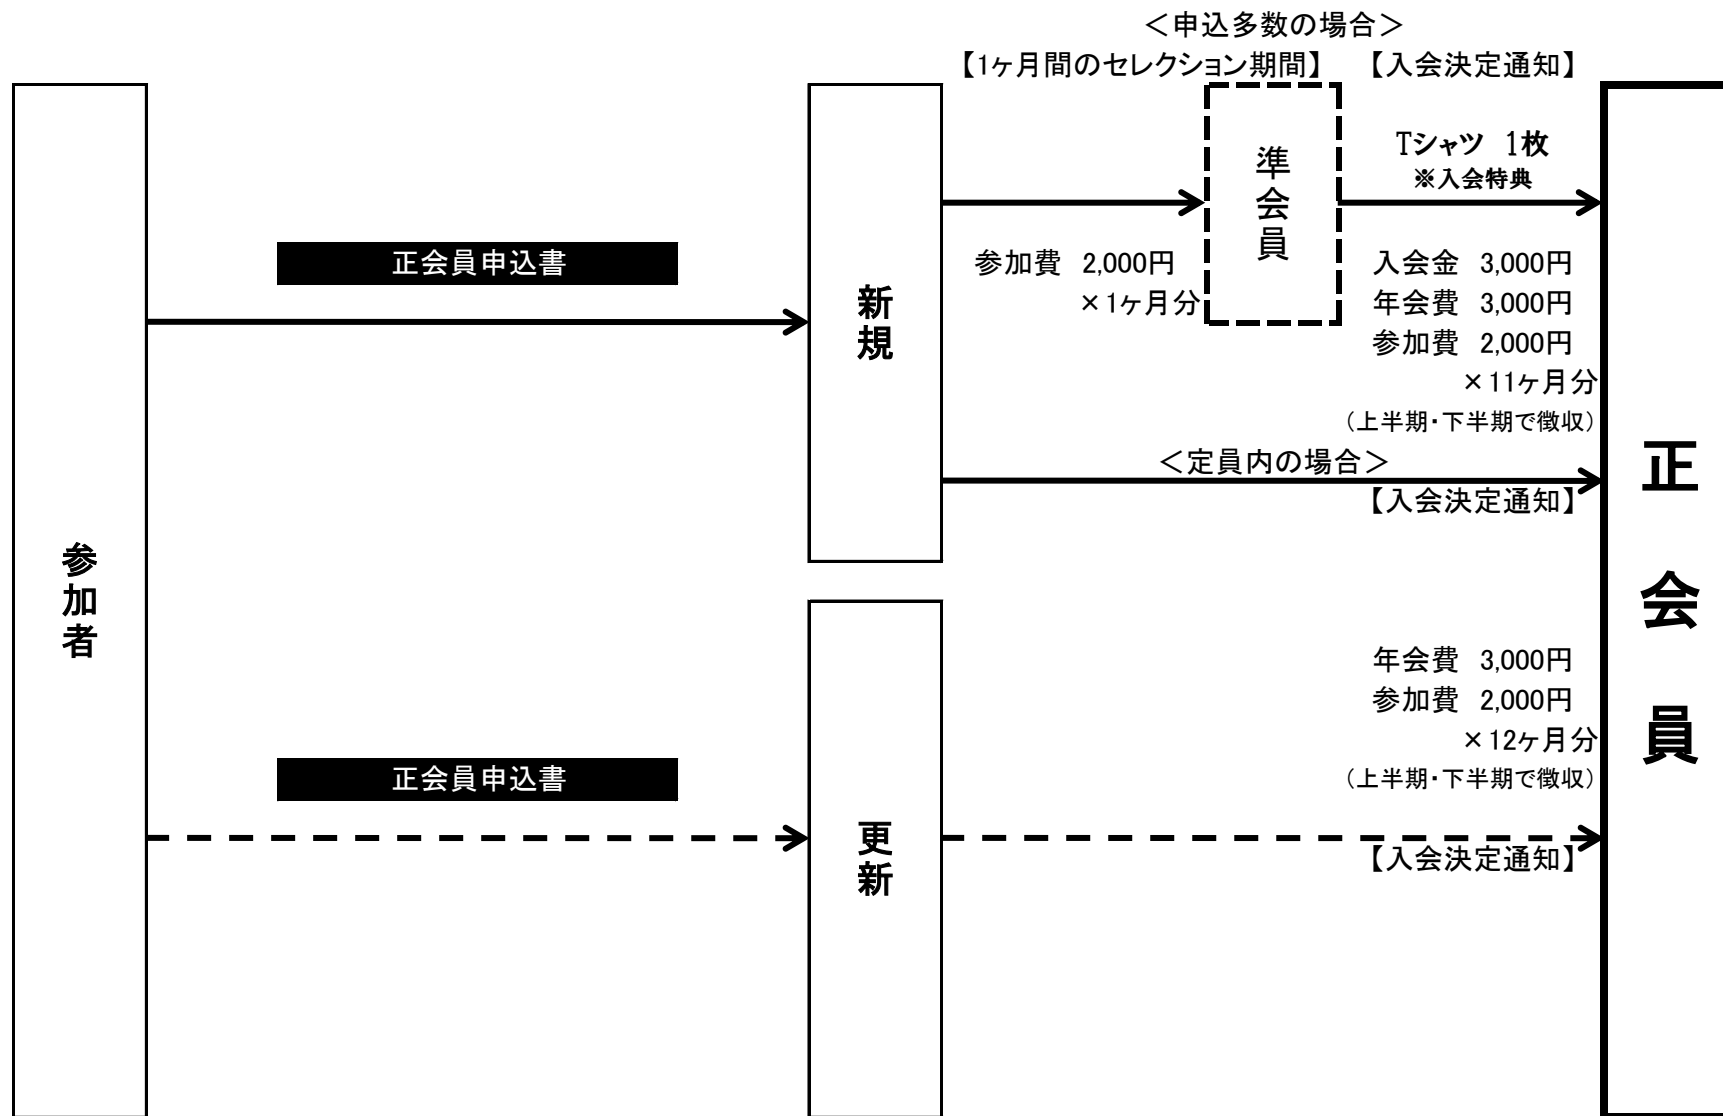 ＜申込多数の場合＞
【1ヶ月間のセレクション期間】 【入会決定通知】
Tシャツ 1枚
※入会特典
準会員
正会員申込書
参加費 2,000円
×1ヶ月分
入会金 3,000円
年会費 3,000円
参加費 2,000円
×11ヶ月分
（上半期・下半期で徴収）
新規
＜定員内の場合＞
【入会決定通知】
参加者
正会員
年会費 3,000円
参加費 2,000円
×12ヶ月分
（上半期・下半期で徴収）
正会員申込書
更新
【入会決定通知】